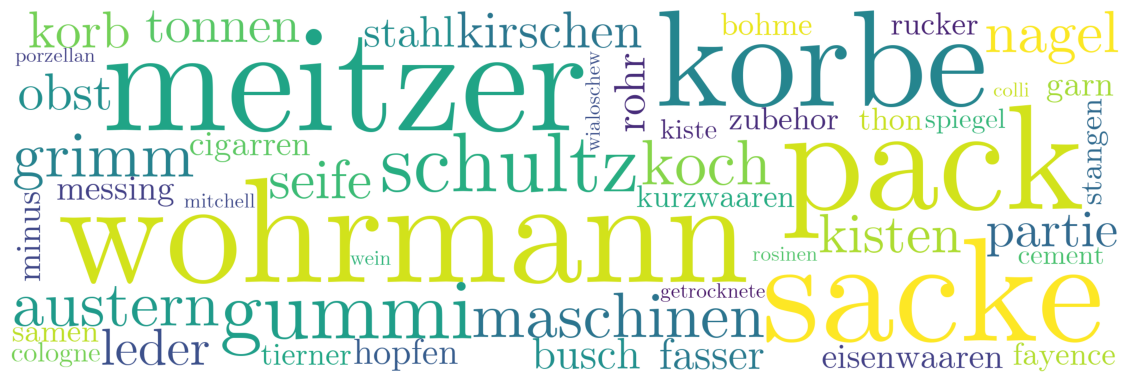 korb tonnen stahl kirschen bohme rucker nagel
porzellan meitzer korbe
obst wialoschew rohr colli garn
kiste zubehor thon spiegel stangen
grimm cigarren schultz koch pack
messing mitchell seife kurzwaaren
minus wohrmann kisten partie
wein rosinen cement
austern gummi maschinen getrocknete sacke
samen
cologne leder tierner hopfen busch fasser eisenwaaren fayence